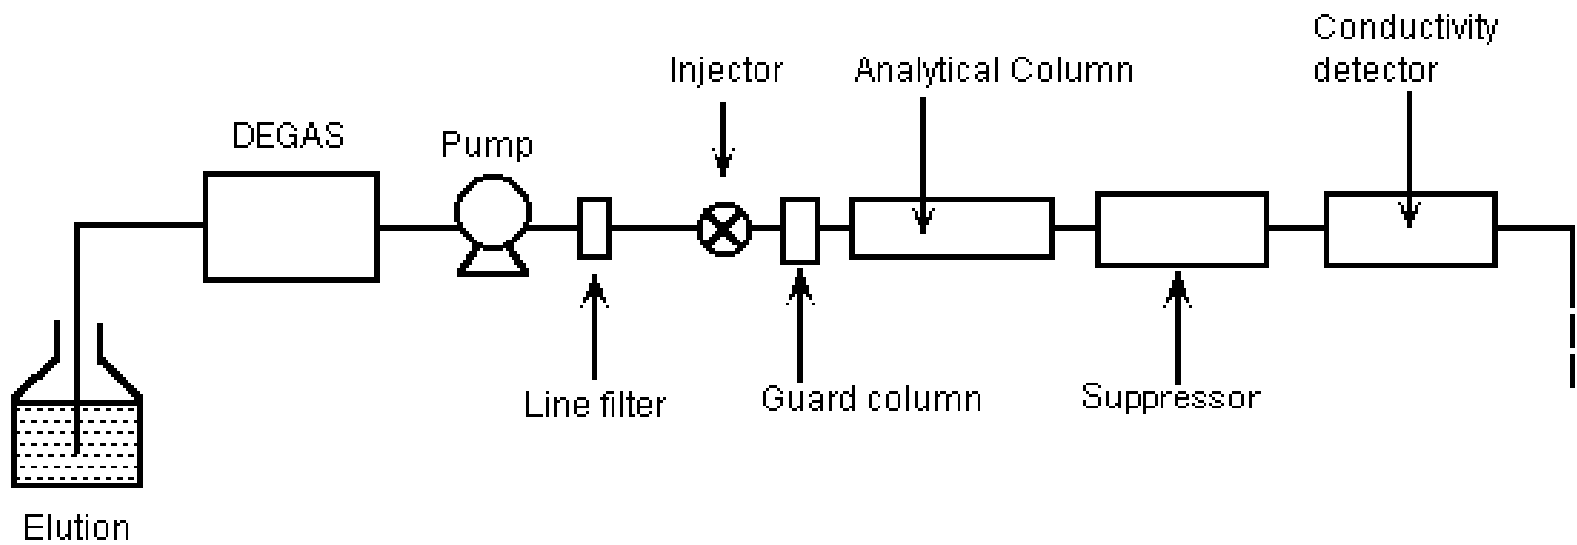 Conductivity
detector
Injector
Analytical Column
DEGAS
Pump
Line filter
Guard column
Suppressor
Elution